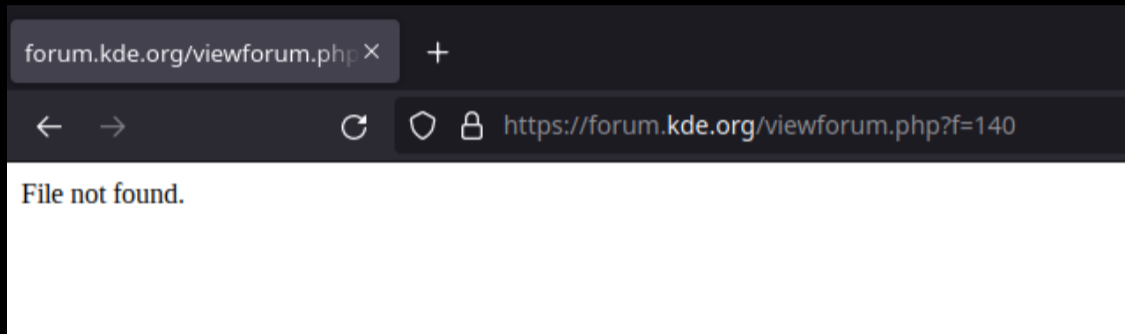 forum.kde.org/viewforum.php
https://forum.kde.org/viewforum.php?f=140
File not found.